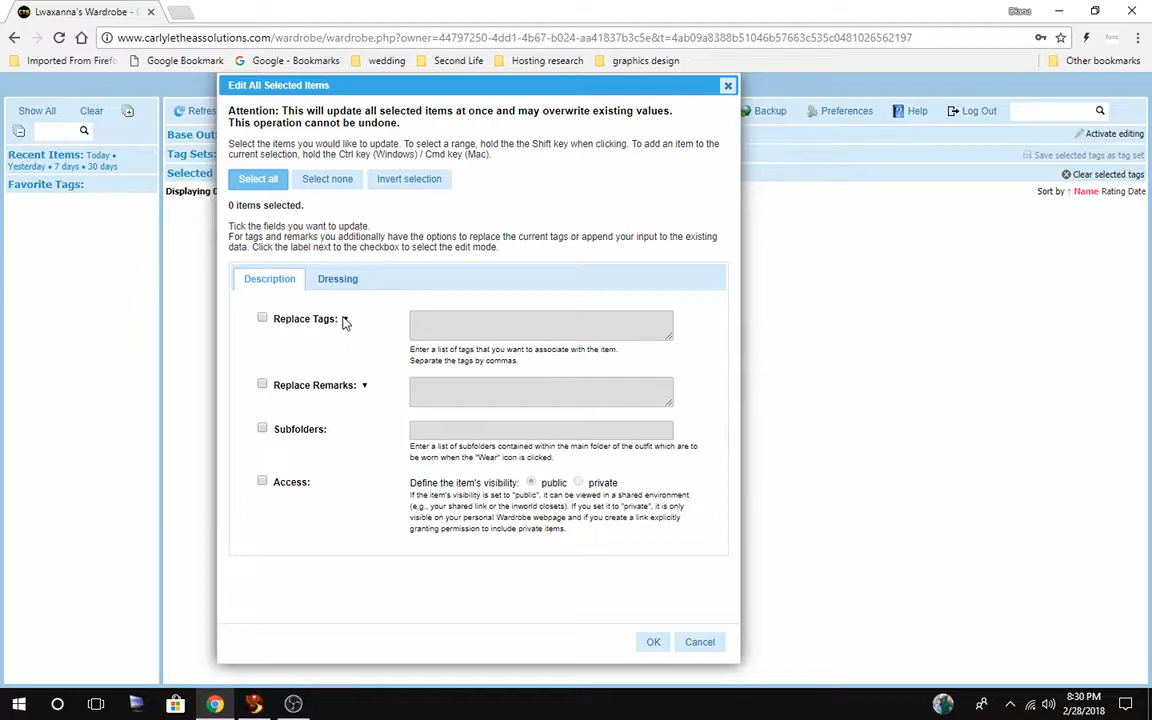 Lwaxanna's Wardrobe - (
Diana
www.carlyletheassolutions.com/wardrobe/wardrobe.php?owner=44797250-4dd1-4b67-b024-aa41837b3c5e&t=4ab09a8388b51046b57663c535c0481026562197
Imported From Firef
Google Bookmark
Google - Bookmarks
wedding
Second Life
Hosting research
graphics design
Other bookmarks
Show All Clear
Recent Items: Today •
Yesterday • 7 days • 30 days
Favorite Tags:
Refres
Backup
Preferences
Help
Log Out
Base Out
Activate editing
Tag Sets:
Save selected tags as tag set
Selected
Clear selected tags
Displaying 0
Sort by ↑ Name Rating Date
Edit All Selected Items
Attention: This will update all selected items at once and may overwrite existing values.
This operation cannot be undone.
Select the items you would like to update. To select a range, hold the the Shift key when clicking. To add an item to the
current selection, hold the Ctrl key (Windows) / Cmd key (Mac).
Select all Select none Invert selection
0 items selected.
Tick the fields you want to update.
For tags and remarks you additionally have the options to replace the current tags or append your input to the existing
data. Click the label next to the checkbox to select the edit mode.
Description Dressing
Replace Tags:
Enter a list of tags that you want to associate with the item.
Separate the tags by commas.
Replace Remarks: ▼
Subfolders:
Enter a list of subfolders contained within the main folder of the outfit which are to
be worn when the "Wear" icon is clicked.
Access:
Define the item's visibility: public private
If the item's visibility is set to "public", it can be viewed in a shared environment
(e.g., your shared link or the inworld closets). If you set it to "private", it is only
visible on your personal Wardrobe webpage and if you create a link explicitly
granting permission to include private items.
OK Cancel
8:30 PM
2/28/2018